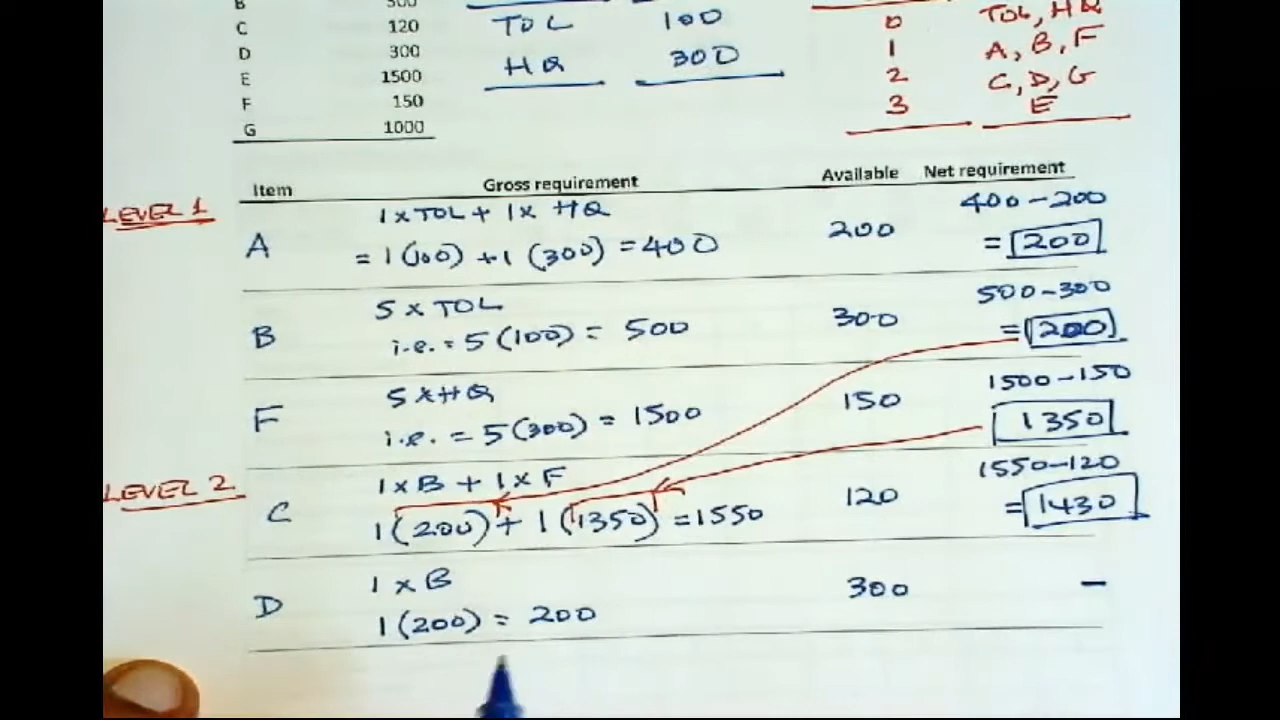 B 300
C 120
D 300
E 1500
F 150
G 1000
TOL 100
HQ 300
0 TOL, HQ
1 A, B, F
2 C, D, G
3 E
Item Gross requirement Available Net requirement
LEVEL 1
1 x TOL + 1 x HQ 400-200
A = 1(100) + 1(300) = 400 200 = 200
5 x TOL 500-300
B i.e. = 5(100) = 500 300 = 200
5 x HQ 1500-150
F i.e. = 5(300) = 1500 150 1350
LEVEL 2
1 x B + 1 x F 1550-120
C 1(200) + 1(1350) = 1550 120 = 1430
1 x B
D 1(200) = 200 300 -